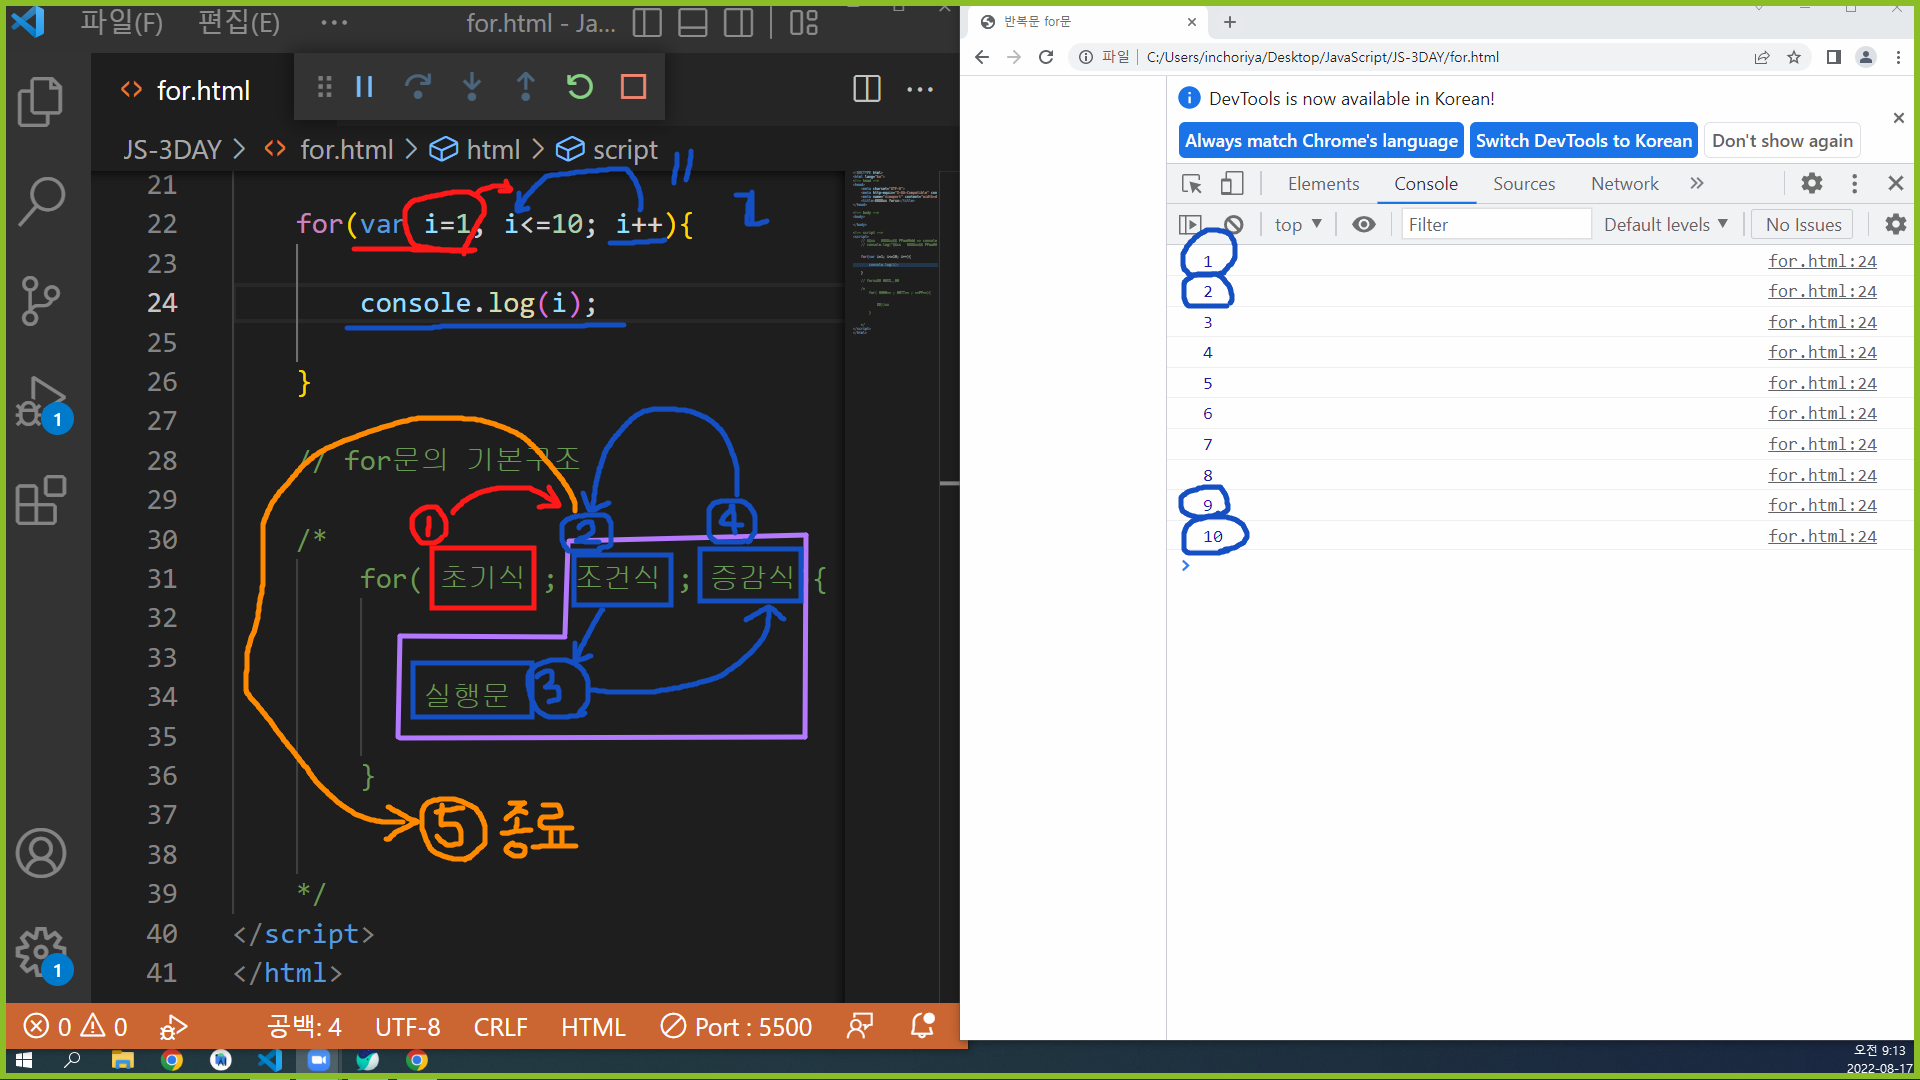 파일(F) 편집(E) ··· for.html - Ja...
for.html
JS-3DAY > for.html > html > script
21
22 for(var i=1; i<=10; i++){
23
24 console.log(i);
25
26 }
27
28 // for문의 기본구조
29
30 /*
31 for( 초기식 ; 조건식 ; 증감식 {
32
33
34 실행문
35
36 }
37
38
39 */
40 </script>
41 </html>
①
②
④
③
⑤ 종료
1
1
0 0 공백: 4 UTF-8 CRLF HTML Port : 5500
반복문 for문
파일 C:/Users/inchoriya/Desktop/JavaScript/JS-3DAY/for.html
DevTools is now available in Korean!
Always match Chrome's language Switch DevTools to Korean Don't show again
Elements Console Sources Network »
top ▼ Filter Default levels ▼ No Issues
1 for.html:24
2 for.html:24
3 for.html:24
4 for.html:24
5 for.html:24
6 for.html:24
7 for.html:24
8 for.html:24
9 for.html:24
10 for.html:24
>
오전 9:13
2022-08-17